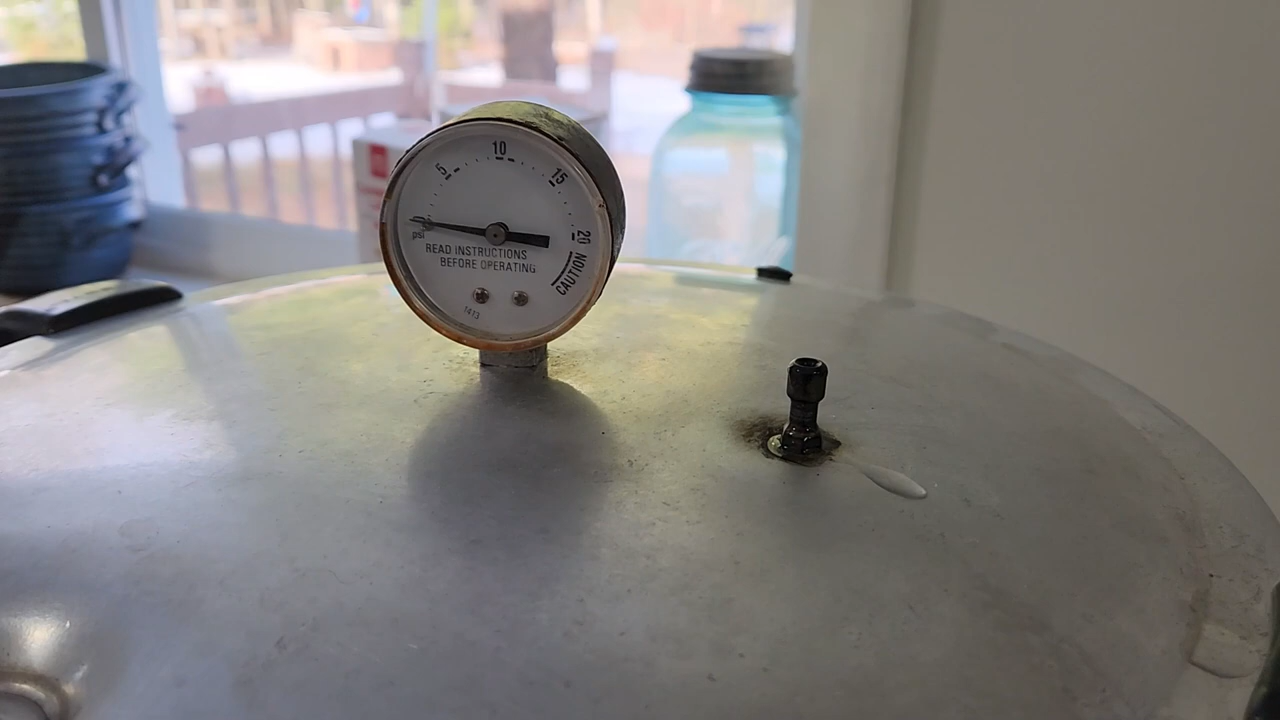 10
5
15
20
psi
READ INSTRUCTIONS
BEFORE OPERATING
CAUTION
1413